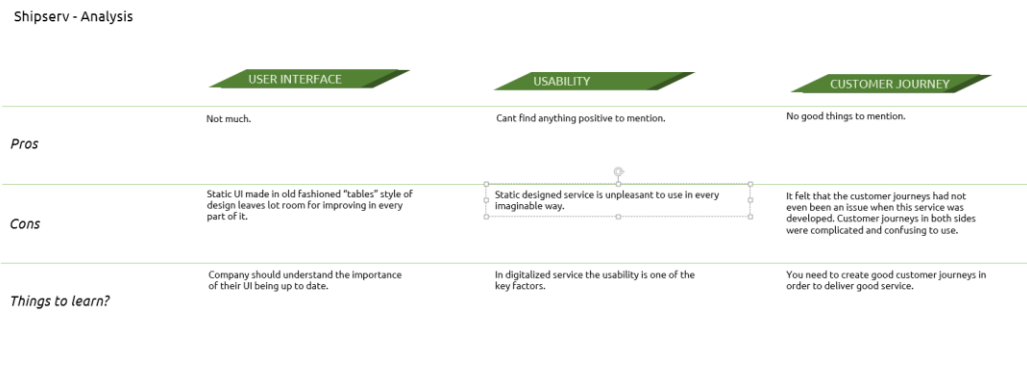 Shipserv - Analysis
USER INTERFACE
USABILITY
CUSTOMER JOURNEY
Pros
Not much.
Cant find anything positive to mention.
No good things to mention.
Cons
Static UI made in old fashioned “tables” style of
design leaves lot room for improving in every
part of it.
Static designed service is unpleasant to use in every
imaginable way.
It felt that the customer journeys had not
even been an issue when this service was
developed. Customer journeys in both sides
were complicated and confusing to use.
Things to learn?
Company should understand the importance
of their UI being up to date.
In digitalized service the usability is one of the
key factors.
You need to create good customer journeys in
order to deliver good service.